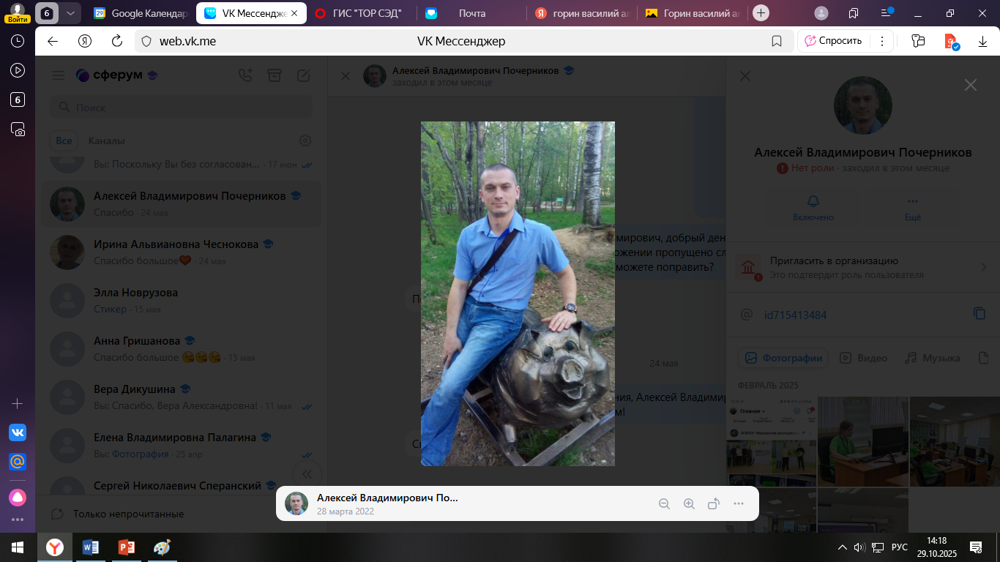 Войти
6
29
Google Календар
VK Мессендже
ГИС "ТОР СЭД"
Почта
Я
горин василий ал
Горин василий ал
web.vk.me
VK Мессенджер
Спросить
6
сферум
Поиск
Все
Каналы
Вы: Поскольку Вы без согласован... · 17 июн
Алексей Владимирович Почерников
Спасибо · 24 мая
Ирина Альвиановна Чеснокова
Спасибо большое · 24 мая
Элла Новрузова
Стикер · 15 мая
Анна Гришанова
Спасибо большое · 15 мая
Вера Дикушина
Вы: Спасибо, Вера Александровна! · 11 мая
Елена Владимировна Палагина
Вы: Фотография · 25 апр
Сергей Николаевич Сперанский
Только непрочитанные
Алексей Владимирович Почерников
заходил в этом месяце
мирович, добрый ден
ожении пропущено сл
можете поправить?
24 мая
ния, Алексей Владимир
м!
Алексей Владимирович По...
28 марта 2022
Алексей Владимирович Почерников
Нет роли · заходил в этом месяце
Включено
Ещё
Пригласить в организацию
Это подтвердит роль пользователя
id715413484
Фотографии
Видео
Музыка
ФЕВРАЛЬ 2025
Главная
РУС
14:18
29.10.2025